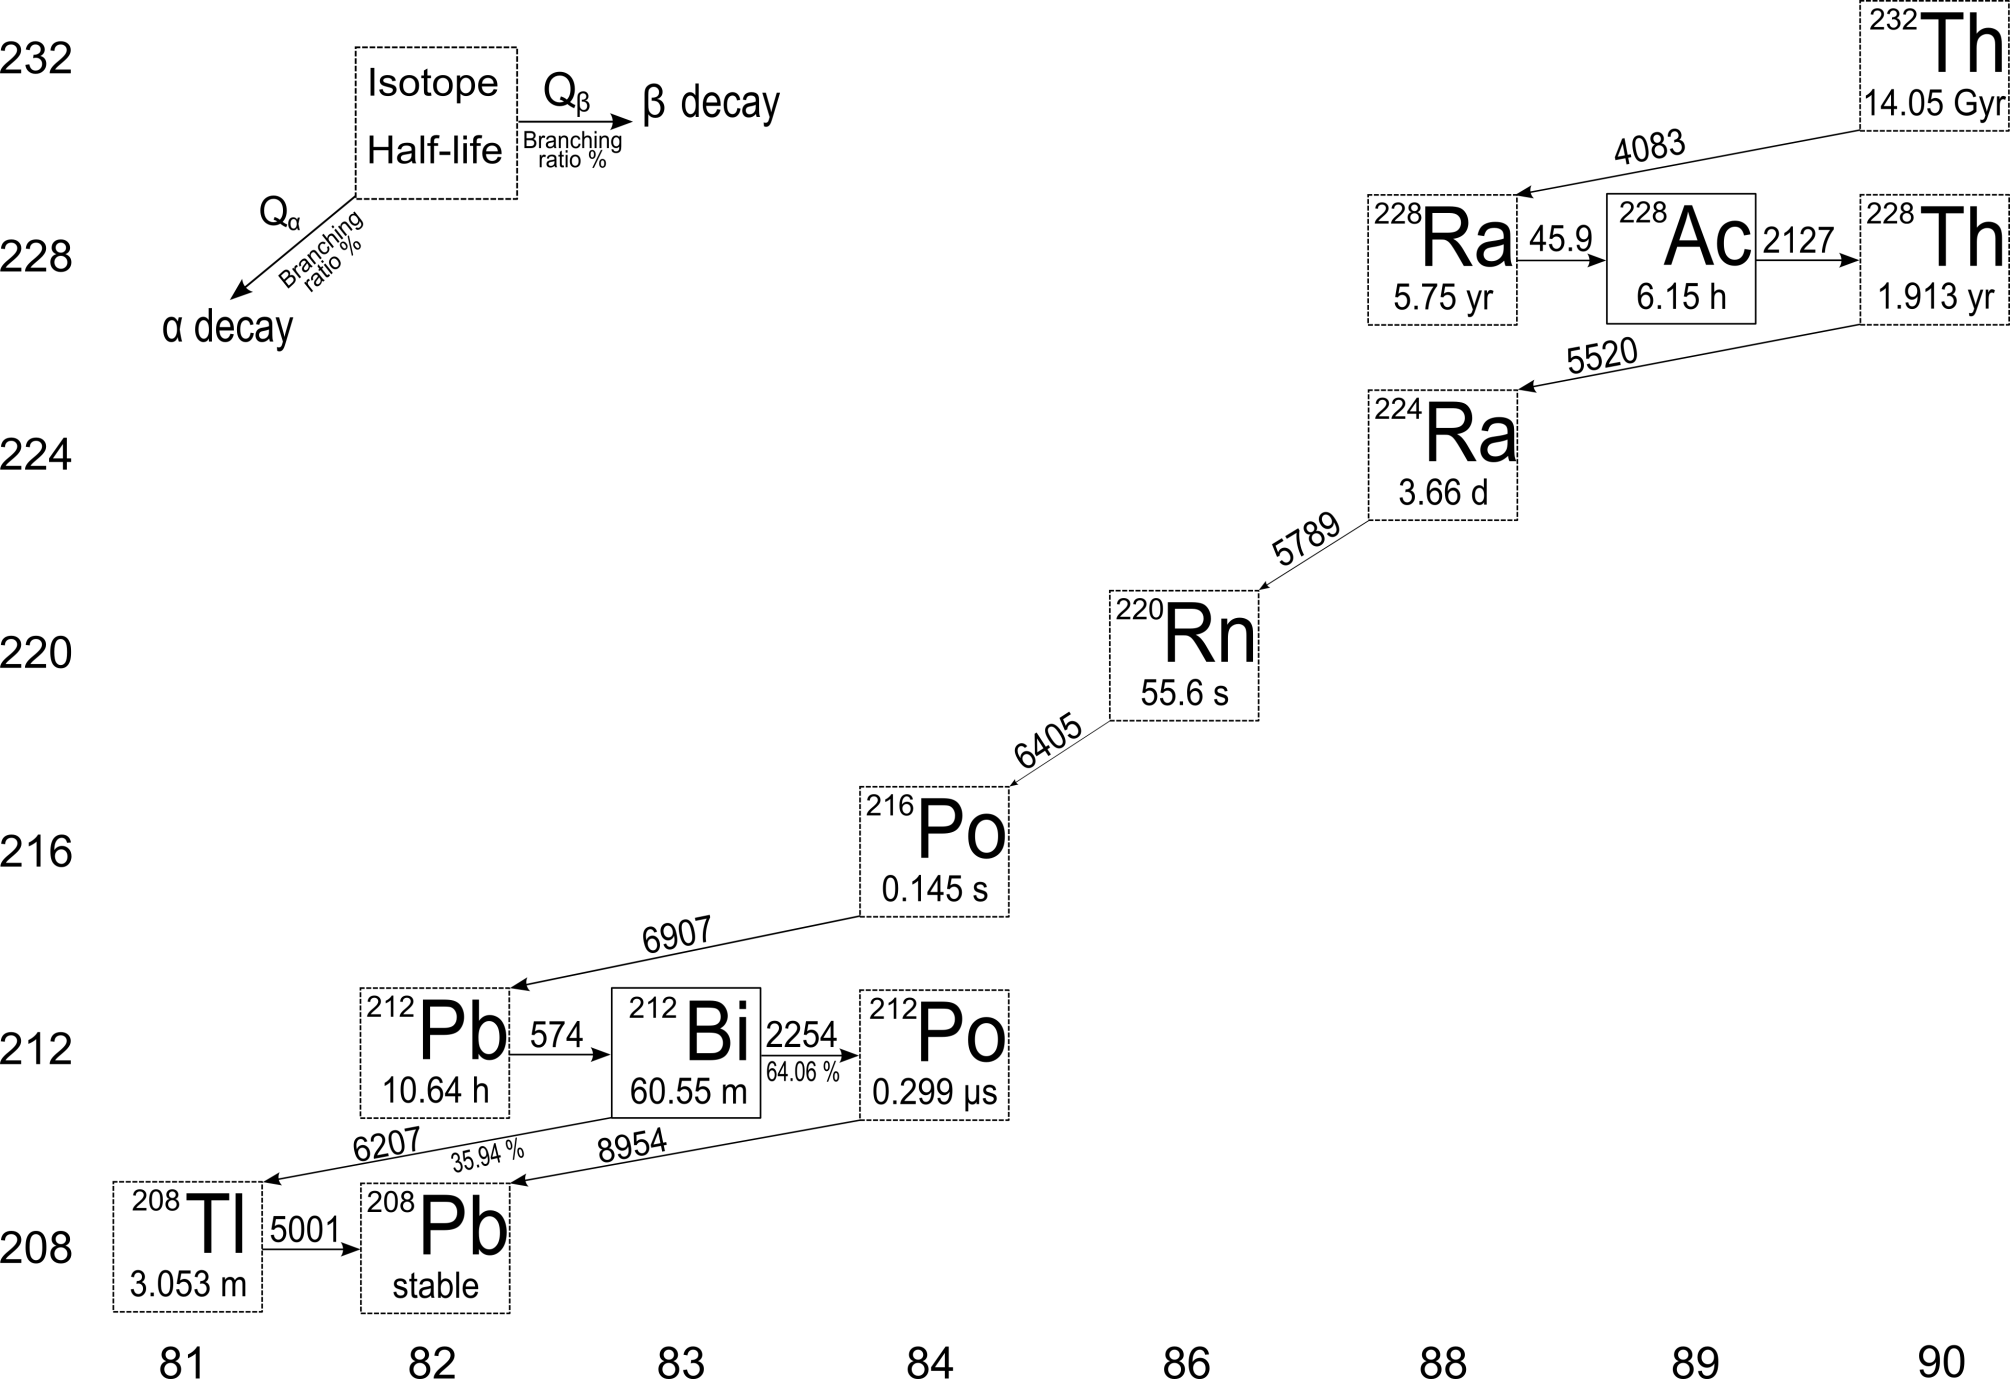 232
Isotope
Half-life
Qβ
Branching
ratio %
β decay
Qα
Branching
ratio %
α decay
232Th
14.05 Gyr
4083
228
228Ra
5.75 yr
45.9
228Ac
6.15 h
2127
228Th
1.913 yr
5520
224
224Ra
3.66 d
5789
220
220Rn
55.6 s
6405
216
216Po
0.145 s
6907
212
212Pb
10.64 h
574
212Bi
60.55 m
2254
64.06 %
212Po
0.299 µs
6207
35.94 %
8954
208
208Tl
3.053 m
5001
208Pb
stable
81 82 83 84 86 88 89 90